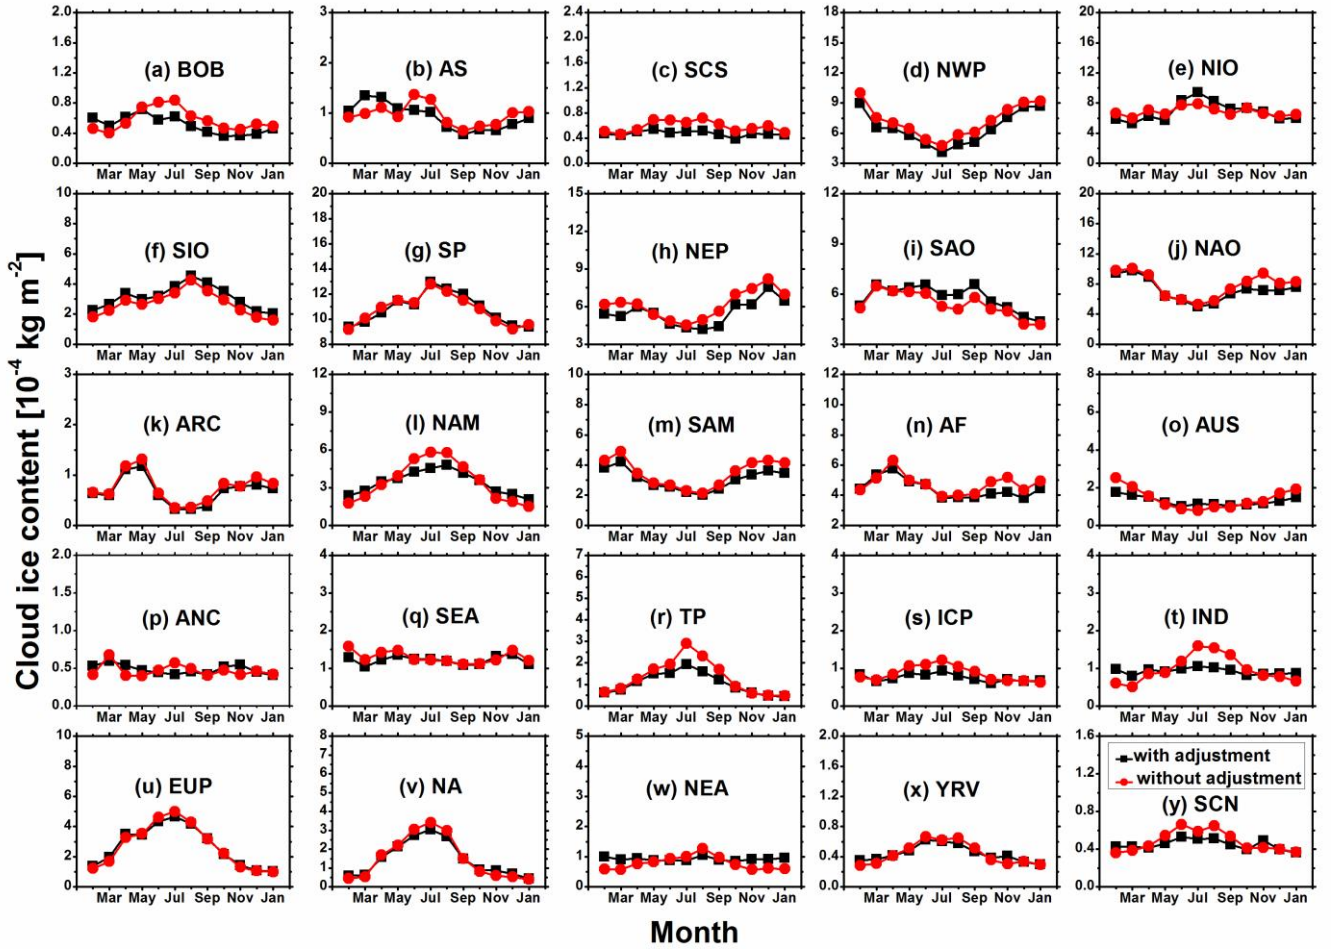 Cloud ice content [10⁻⁴ kg m⁻²]
2.0
1.6
1.2
0.8
0.4
0.0
(a) BOB
Mar May Jul Sep Nov Jan
3
2
1
0
(b) AS
Mar May Jul Sep Nov Jan
2.4
2.0
1.6
1.2
0.8
0.4
0.0
(c) SCS
Mar May Jul Sep Nov Jan
18
15
12
9
6
3
(d) NWP
Mar May Jul Sep Nov Jan
20
16
12
8
4
0
(e) NIO
Mar May Jul Sep Nov Jan
10
8
6
4
2
0
(f) SIO
Mar May Jul Sep Nov Jan
20
18
16
14
12
10
8
(g) SP
Mar May Jul Sep Nov Jan
15
12
9
6
3
(h) NEP
Mar May Jul Sep Nov Jan
12
9
6
3
(i) SAO
Mar May Jul Sep Nov Jan
20
16
12
8
4
0
(j) NAO
Mar May Jul Sep Nov Jan
3
2
1
0
(k) ARC
Mar May Jul Sep Nov Jan
12
9
6
3
0
(l) NAM
Mar May Jul Sep Nov Jan
10
8
6
4
2
0
(m) SAM
Mar May Jul Sep Nov Jan
12
10
8
6
4
2
(n) AF
Mar May Jul Sep Nov Jan
8
6
4
2
0
(o) AUS
Mar May Jul Sep Nov Jan
2.0
1.5
1.0
0.5
0.0
(p) ANC
Mar May Jul Sep Nov Jan
4
3
2
1
0
(q) SEA
Mar May Jul Sep Nov Jan
7
6
5
4
3
2
1
0
(r) TP
Mar May Jul Sep Nov Jan
4
3
2
1
0
(s) ICP
Mar May Jul Sep Nov Jan
4
3
2
1
0
(t) IND
Mar May Jul Sep Nov Jan
10
8
6
4
2
0
(u) EUP
Mar May Jul Sep Nov Jan
8
7
6
5
4
3
2
1
0
(v) NA
Mar May Jul Sep Nov Jan
5
4
3
2
1
0
(w) NEA
Mar May Jul Sep Nov Jan
2.0
1.6
1.2
0.8
0.4
0.0
(x) YRV
Mar May Jul Sep Nov Jan
1.6
1.2
0.8
0.4
0.0
with adjustment
without adjustment
(y) SCN
Mar May Jul Sep Nov Jan
Month